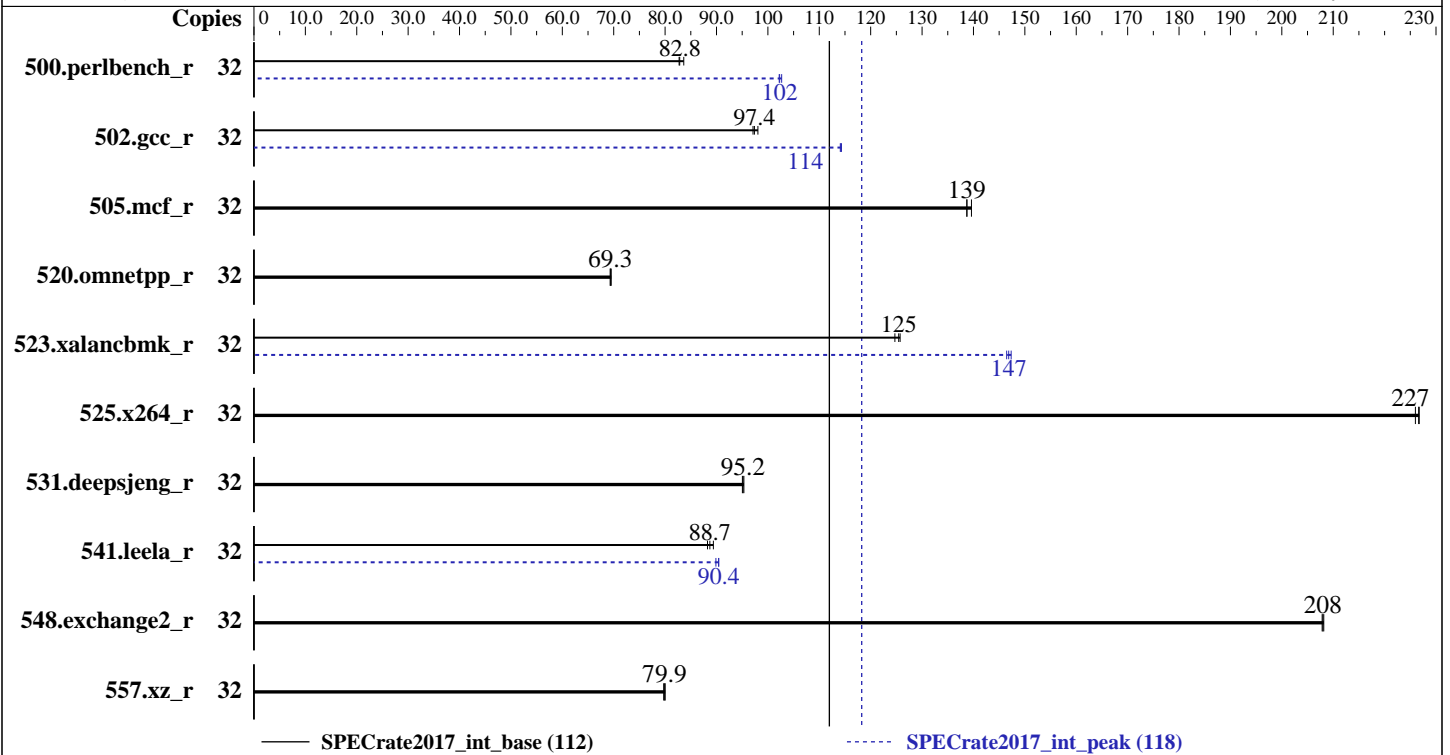 Copies 0 10.0 20.0 30.0 40.0 50.0 60.0 70.0 80.0 90.0 100 110 120 130 140 150 160 170 180 190 200 210 230
500.perlbench_r 32 82.8
102
502.gcc_r 32 97.4
114
505.mcf_r 32 139
520.omnetpp_r 32 69.3
523.xalancbmk_r 32 125
147
525.x264_r 32 227
531.deepsjeng_r 32 95.2
541.leela_r 32 88.7
90.4
548.exchange2_r 32 208
557.xz_r 32 79.9
SPECrate2017_int_base (112) SPECrate2017_int_peak (118)